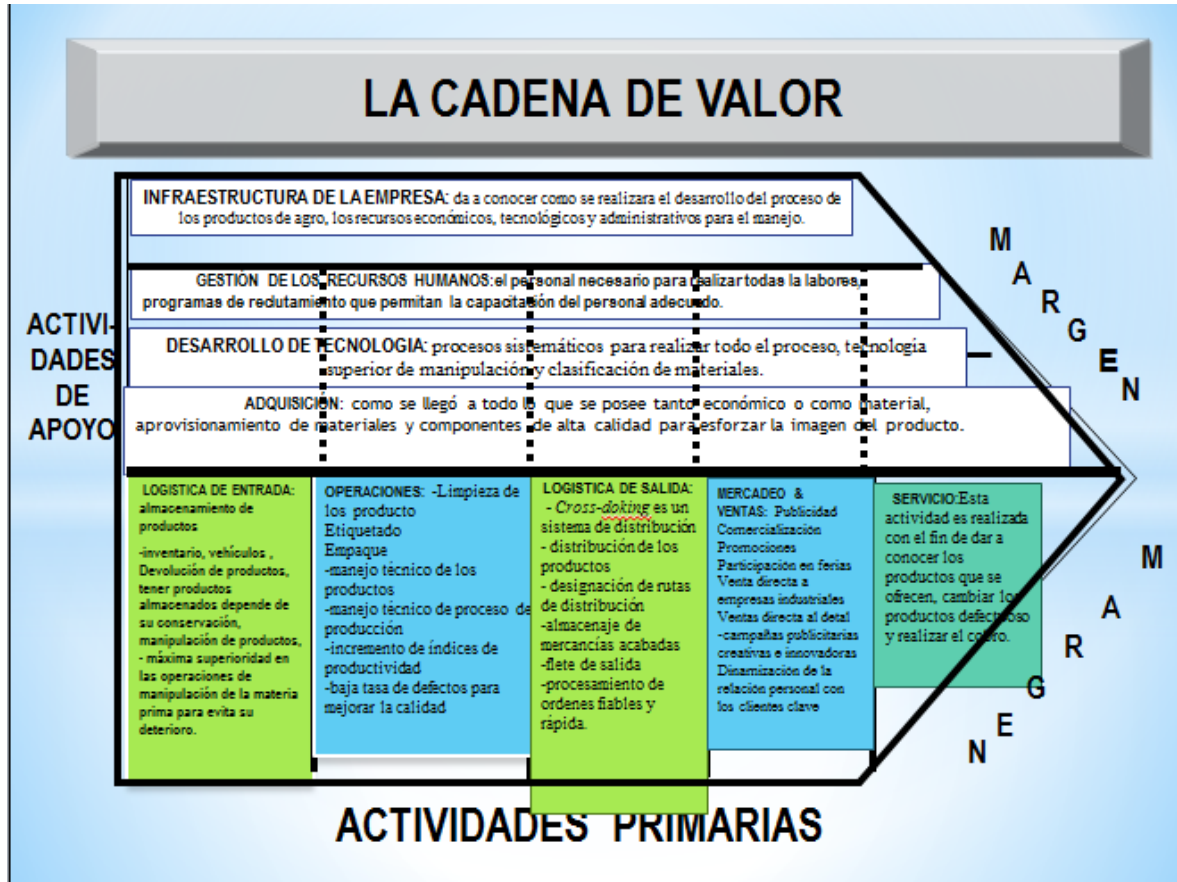 LA CADENA DE VALOR
INFRAESTRUCTURA DE LA EMPRESA: da a conocer como se realizara el desarrollo del proceso de
los productos de agro, los recursos económicos, tecnológicos y administrativos para el manejo.
GESTIÓN DE LOS RECURSOS HUMANOS:el personal necesario para realizar todas la labores,
programas de reclutamiento que permitan la capacitación del personal adecuado.
DESARROLLO DE TECNOLOGIA: procesos sistemáticos para realizar todo el proceso, tecnologia
superior de manipulación y clasificación de materiales.
ADQUISICIÓN: como se llegó a todo lo que se posee tanto económico o como material,
aprovisionamiento de materiales y componentes de alta calidad para esforzar la imagen del producto.
ACTIVI-
DADES
DE
APOYO
MARGEN
LOGISTICA DE ENTRADA:
almacenamiento de
productos
-inventario, vehículos ,
Devolución de productos,
tener productos
almacenados depende de
su conservación,
manipulación de productos,
- máxima superioridad en
las operaciones de
manipulación de la materia
prima para evita su
deterioro.
OPERACIONES: -Limpieza de
los producto
Etiquetado
Empaque
-manejo técnico de los
productos
-manejo técnico de proceso de
producción
-incremento de índices de
productividad
-baja tasa de defectos para
mejorar la calidad
LOGISTICA DE SALIDA:
- Cross-doking es un
sistema de distribución
- distribución de los
productos
- designación de rutas
de distribución
-almacenaje de
mercancías acabadas
-flete de salida
-procesamiento de
ordenes fiables y
rápida.
MERCADEO &
VENTAS: Publicidad
Comercialización
Promociones
Participación en ferias
Venta directa a
empresas industriales
Ventas directa al detal
-campañas publicitarias
creativas e innovadoras
Dinamización de la
relación personal con
los clientes clave
SERVICIO:Esta
actividad es realizada
con el fin de dar a
conocer los
productos que se
ofrecen, cambiar los
productos defectuoso
y realizar el cobro.
MARGEN
ACTIVIDADES PRIMARIAS